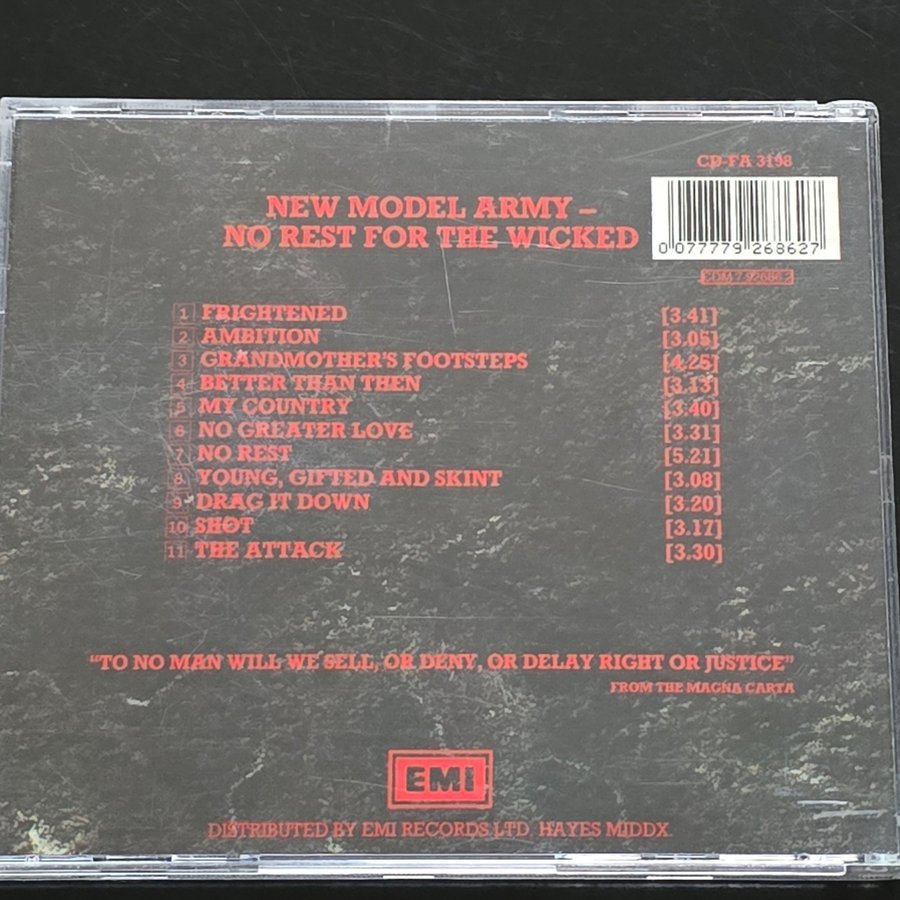 CD-FA 3198
NEW MODEL ARMY –
NO REST FOR THE WICKED
0 077779 268627
CDM 7 92686 2
1 FRIGHTENED [3.41]
2 AMBITION [3.05]
3 GRANDMOTHER'S FOOTSTEPS [4.25]
4 BETTER THAN THEN [3.13]
5 MY COUNTRY [3.40]
6 NO GREATER LOVE [3.31]
7 NO REST [5.21]
8 YOUNG, GIFTED AND SKINT [3.08]
9 DRAG IT DOWN [3.20]
10 SHOT [3.17]
11 THE ATTACK [3.30]
"TO NO MAN WILL WE SELL, OR DENY, OR DELAY RIGHT OR JUSTICE"
FROM THE MAGNA CARTA
EMI
DISTRIBUTED BY EMI RECORDS LTD. HAYES MIDDX.